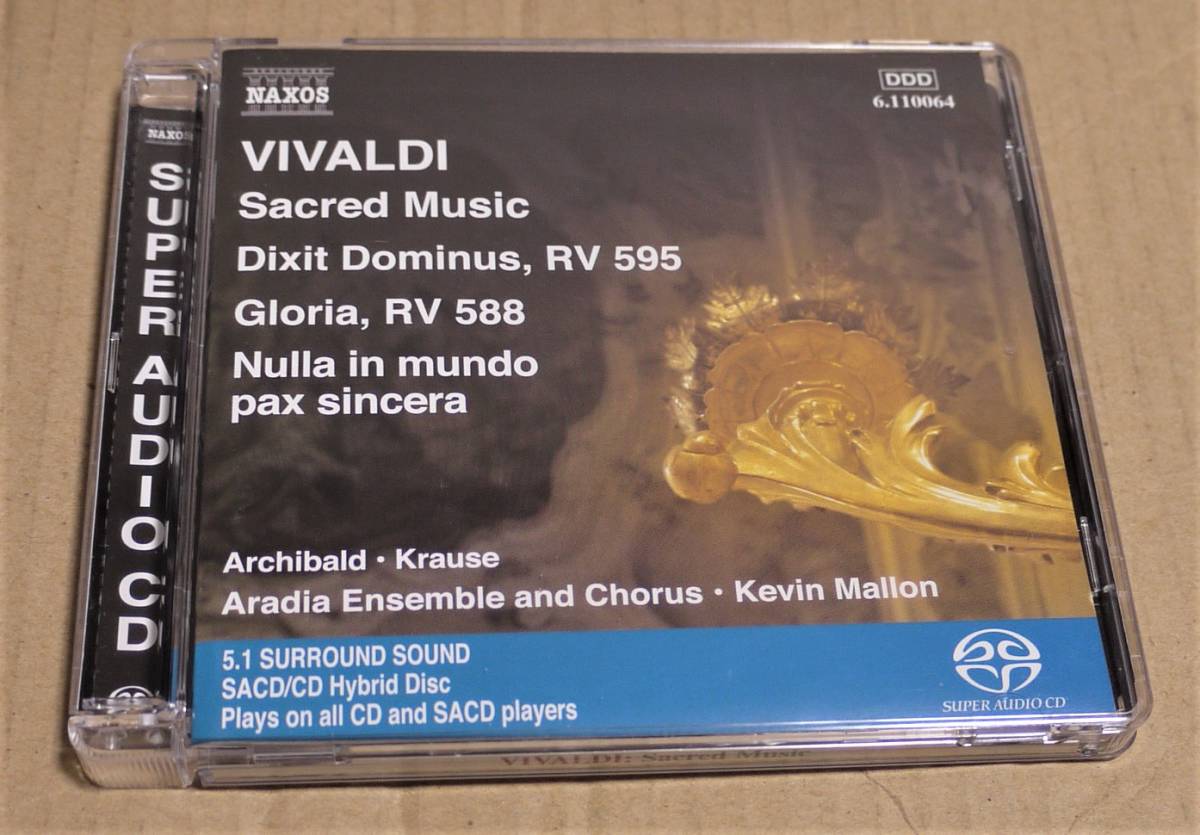 NAXOS
SUPER AUDIO CD
NAXOS
DDD
6.110064
VIVALDI
Sacred Music
Dixit Dominus, RV 595
Gloria, RV 588
Nulla in mundo
pax sincera
Archibald • Krause
Aradia Ensemble and Chorus • Kevin Mallon
5.1 SURROUND SOUND
SACD/CD Hybrid Disc
Plays on all CD and SACD players
SUPER AUDIO CD
VIVALDI: Sacred Music